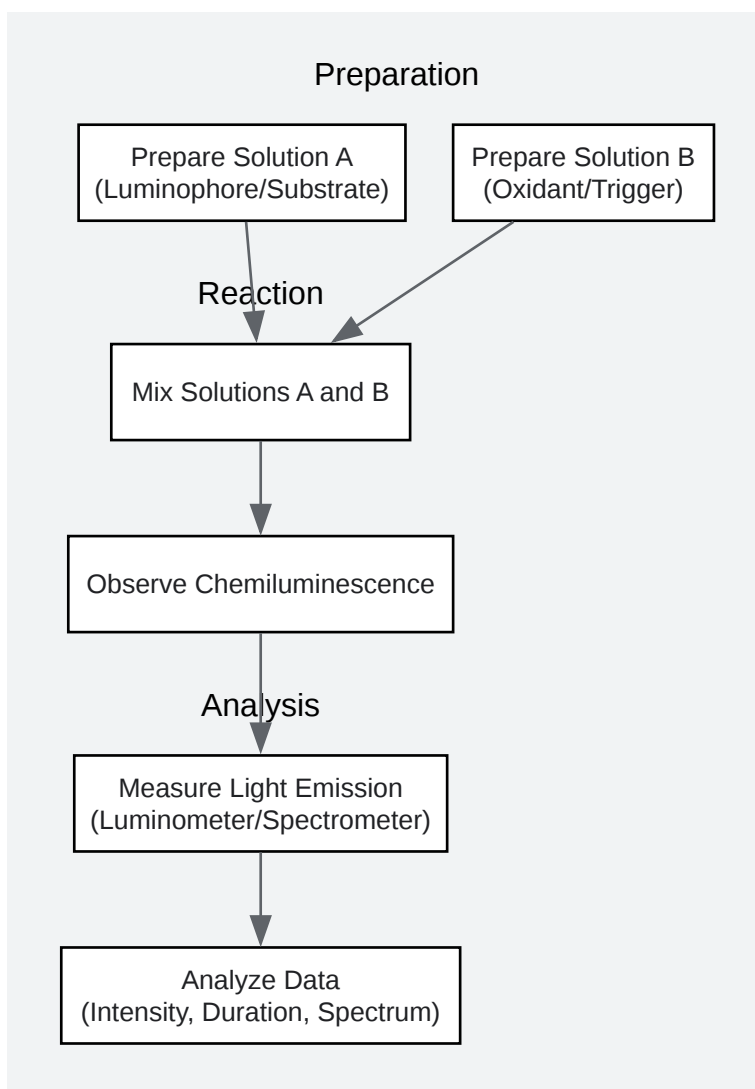 Preparation
Prepare Solution A
(Luminophore/Substrate)
Prepare Solution B
(Oxidant/Trigger)
Reaction
Mix Solutions A and B
Observe Chemiluminescence
Analysis
Measure Light Emission
(Luminometer/Spectrometer)
Analyze Data
(Intensity, Duration, Spectrum)